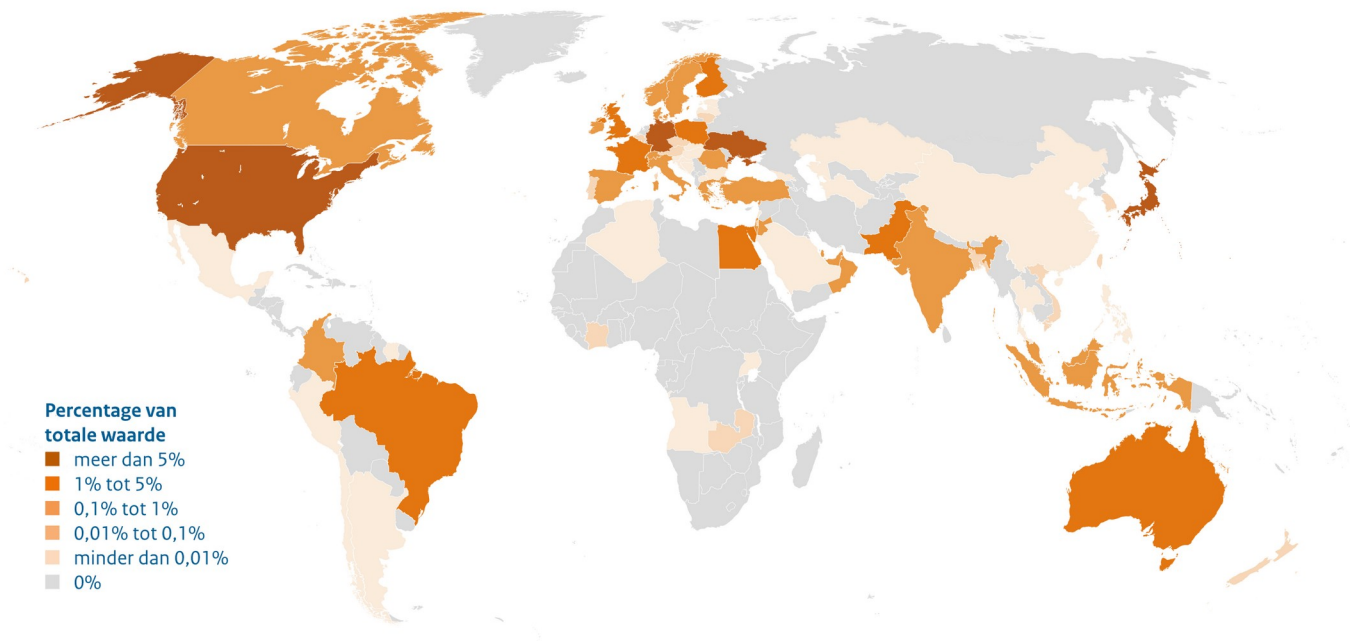 Percentage van
totale waarde
meer dan 5%
1% tot 5%
0,1% tot 1%
0,01% tot 0,1%
minder dan 0,01%
0%